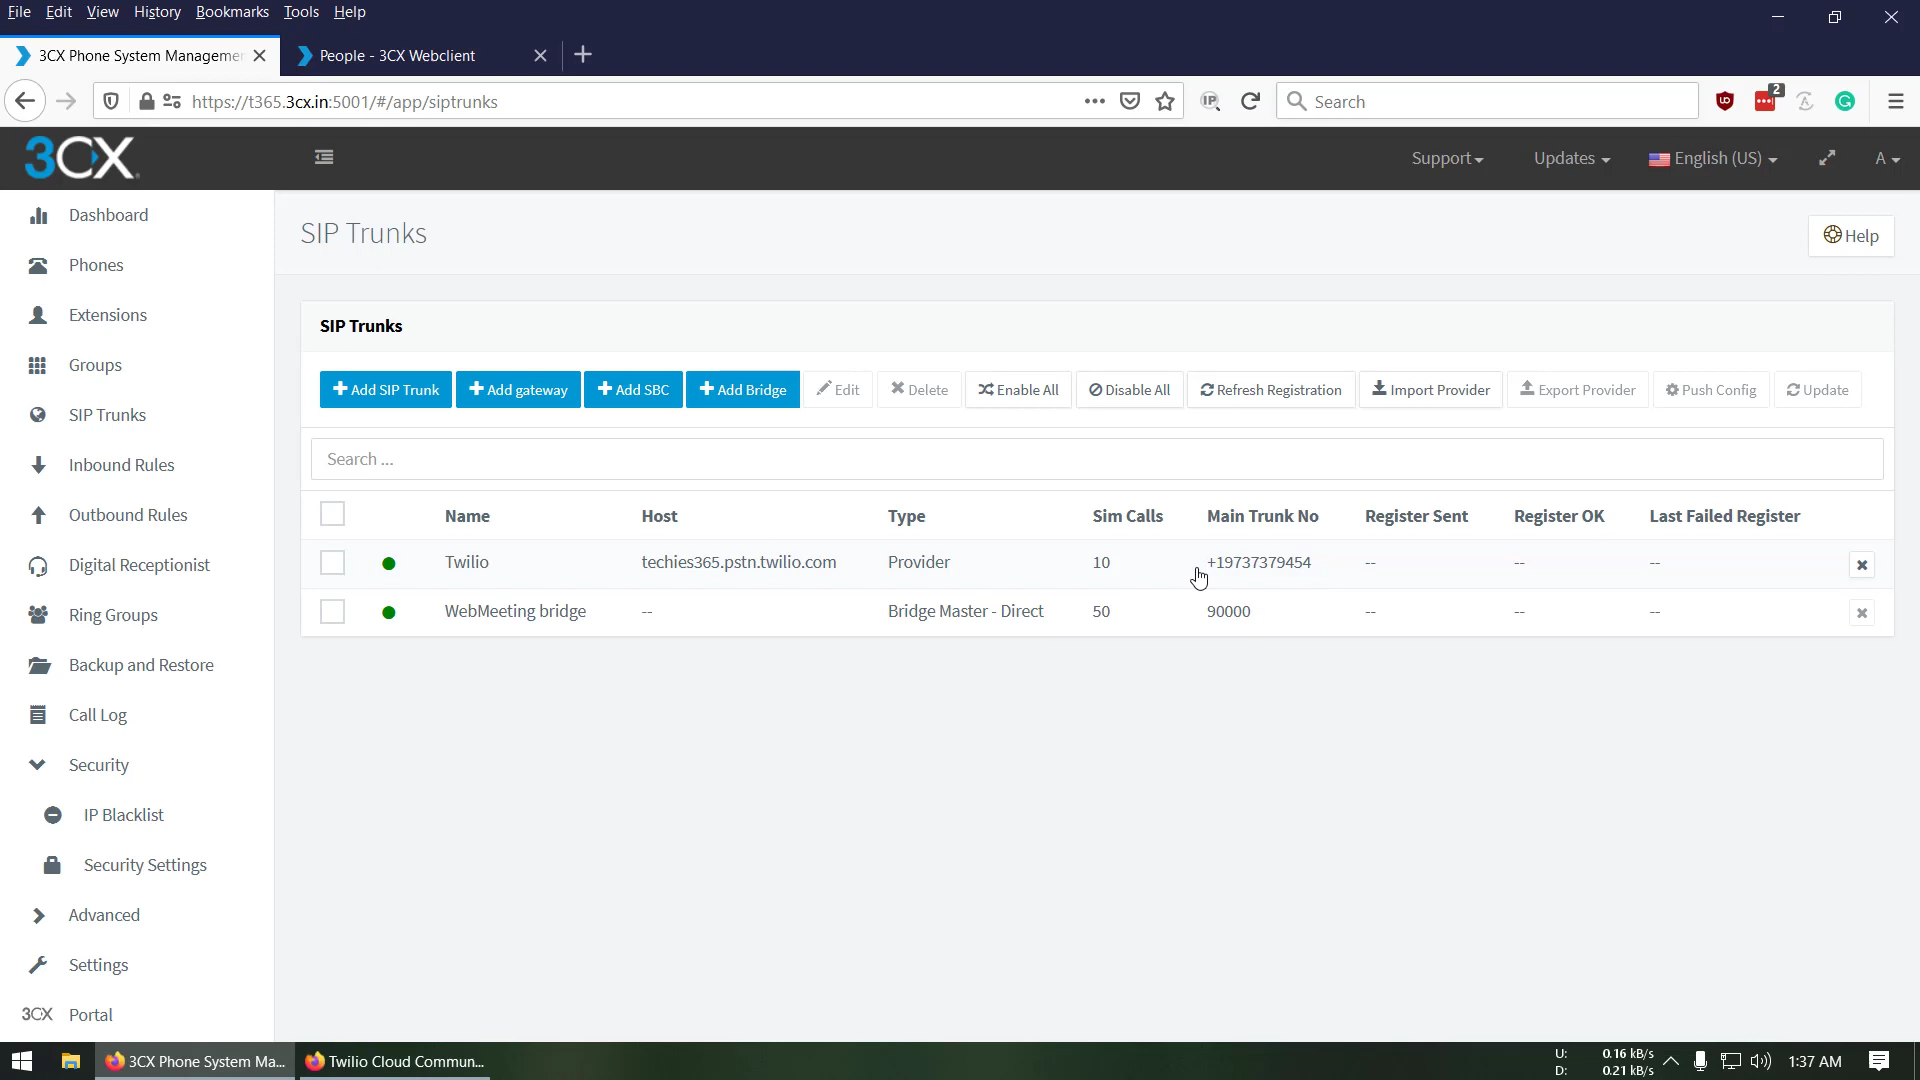 File Edit View History Bookmarks Tools Help
3CX Phone System Manageme
People - 3CX Webclient
https://t365.3cx.in:5001/#/app/siptrunks
IP
Search
2
3CX
Support
Updates
English (US)
A
Dashboard
Phones
Extensions
Groups
SIP Trunks
Inbound Rules
Outbound Rules
Digital Receptionist
Ring Groups
Backup and Restore
Call Log
Security
IP Blacklist
Security Settings
Advanced
Settings
3CX Portal
SIP Trunks
Help
SIP Trunks
Add SIP Trunk Add gateway Add SBC Add Bridge Edit Delete Enable All Disable All Refresh Registration Import Provider Export Provider Push Config Update
Search ...
Name Host Type Sim Calls Main Trunk No Register Sent Register OK Last Failed Register
Twilio techies365.pstn.twilio.com Provider 10 +19737379454 -- -- --
WebMeeting bridge -- Bridge Master - Direct 50 90000 -- -- --
3CX Phone System Ma...
Twilio Cloud Commun...
U: 0.16 kB/s
D: 0.21 kB/s
1:37 AM